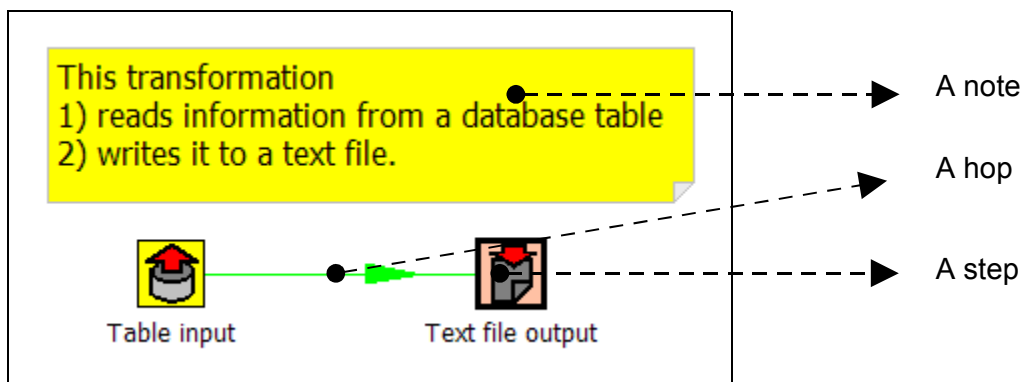 This transformation
1) reads information from a database table
2) writes it to a text file.
A note
A hop
A step
Table input
Text file output